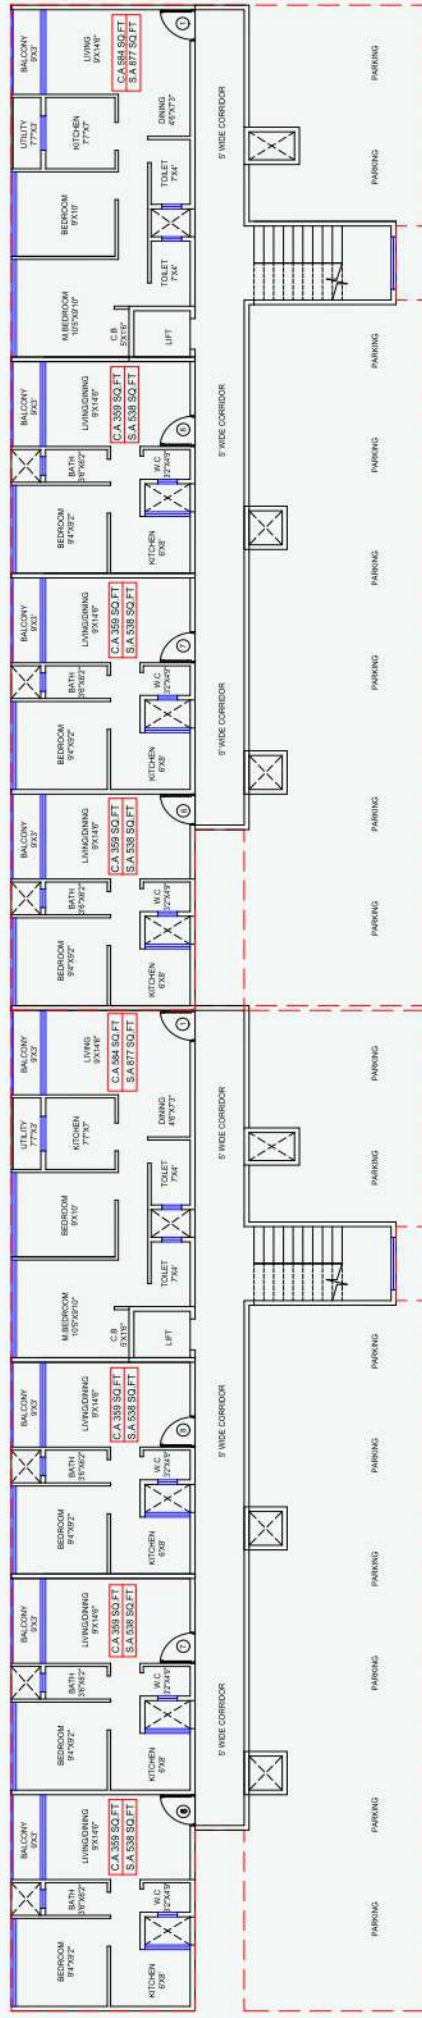 BALCONY
9'X3'
LIVING
9'X14'6"
C.A 584 SQ.FT
S.A 877 SQ.FT
1
UTILITY
7'7"X3'
KITCHEN
7'7"X7'
DINING
4'6"X7'3"
BEDROOM
9'X10'
TOILET
7'X4'
TOILET
7'X4'
M.BEDROOM
10'5"X9'10"
C.B
5'X1'6"
LIFT
5' WIDE CORRIDOR
PARKING
PARKING
BALCONY
9'X3'
LIVING/DINING
9'X14'6"
C.A 359 SQ.FT
S.A 538 SQ.FT
BATH
3'6"X6'2"
W.C
3'2"X4'9"
BEDROOM
9'4"X9'2"
KITCHEN
6'X8'
5' WIDE CORRIDOR
PARKING
PARKING
BALCONY
9'X3'
LIVING/DINING
9'X14'6"
C.A 359 SQ.FT
S.A 538 SQ.FT
7
BATH
3'6"X6'2"
W.C
3'2"X4'9"
BEDROOM
9'4"X9'2"
KITCHEN
6'X8'
5' WIDE CORRIDOR
PARKING
PARKING
BALCONY
9'X3'
LIVING/DINING
9'X14'6"
C.A 359 SQ.FT
S.A 538 SQ.FT
6
BATH
3'6"X6'2"
W.C
3'2"X4'9"
BEDROOM
9'4"X9'2"
KITCHEN
6'X8'
PARKING
PARKING
BALCONY
9'X3'
LIVING
9'X14'6"
C.A 584 SQ.FT
S.A 877 SQ.FT
1
UTILITY
7'7"X3'
KITCHEN
7'7"X7'
DINING
4'6"X7'3"
BEDROOM
9'X10'
TOILET
7'X4'
TOILET
7'X4'
M.BEDROOM
10'5"X9'10"
C.B
5'X1'6"
LIFT
5' WIDE CORRIDOR
PARKING
PARKING
BALCONY
9'X3'
LIVING/DINING
9'X14'6"
C.A 359 SQ.FT
S.A 538 SQ.FT
BATH
3'6"X6'2"
W.C
3'2"X4'9"
BEDROOM
9'4"X9'2"
KITCHEN
6'X8'
5' WIDE CORRIDOR
PARKING
PARKING
BALCONY
9'X3'
LIVING/DINING
9'X14'6"
C.A 359 SQ.FT
S.A 538 SQ.FT
7
BATH
3'6"X6'2"
W.C
3'2"X4'9"
BEDROOM
9'4"X9'2"
KITCHEN
6'X8'
5' WIDE CORRIDOR
PARKING
PARKING
BALCONY
9'X3'
LIVING/DINING
9'X14'6"
C.A 359 SQ.FT
S.A 538 SQ.FT
BATH
3'6"X6'2"
W.C
3'2"X4'9"
BEDROOM
9'4"X9'2"
KITCHEN
6'X8'
PARKING
PARKING